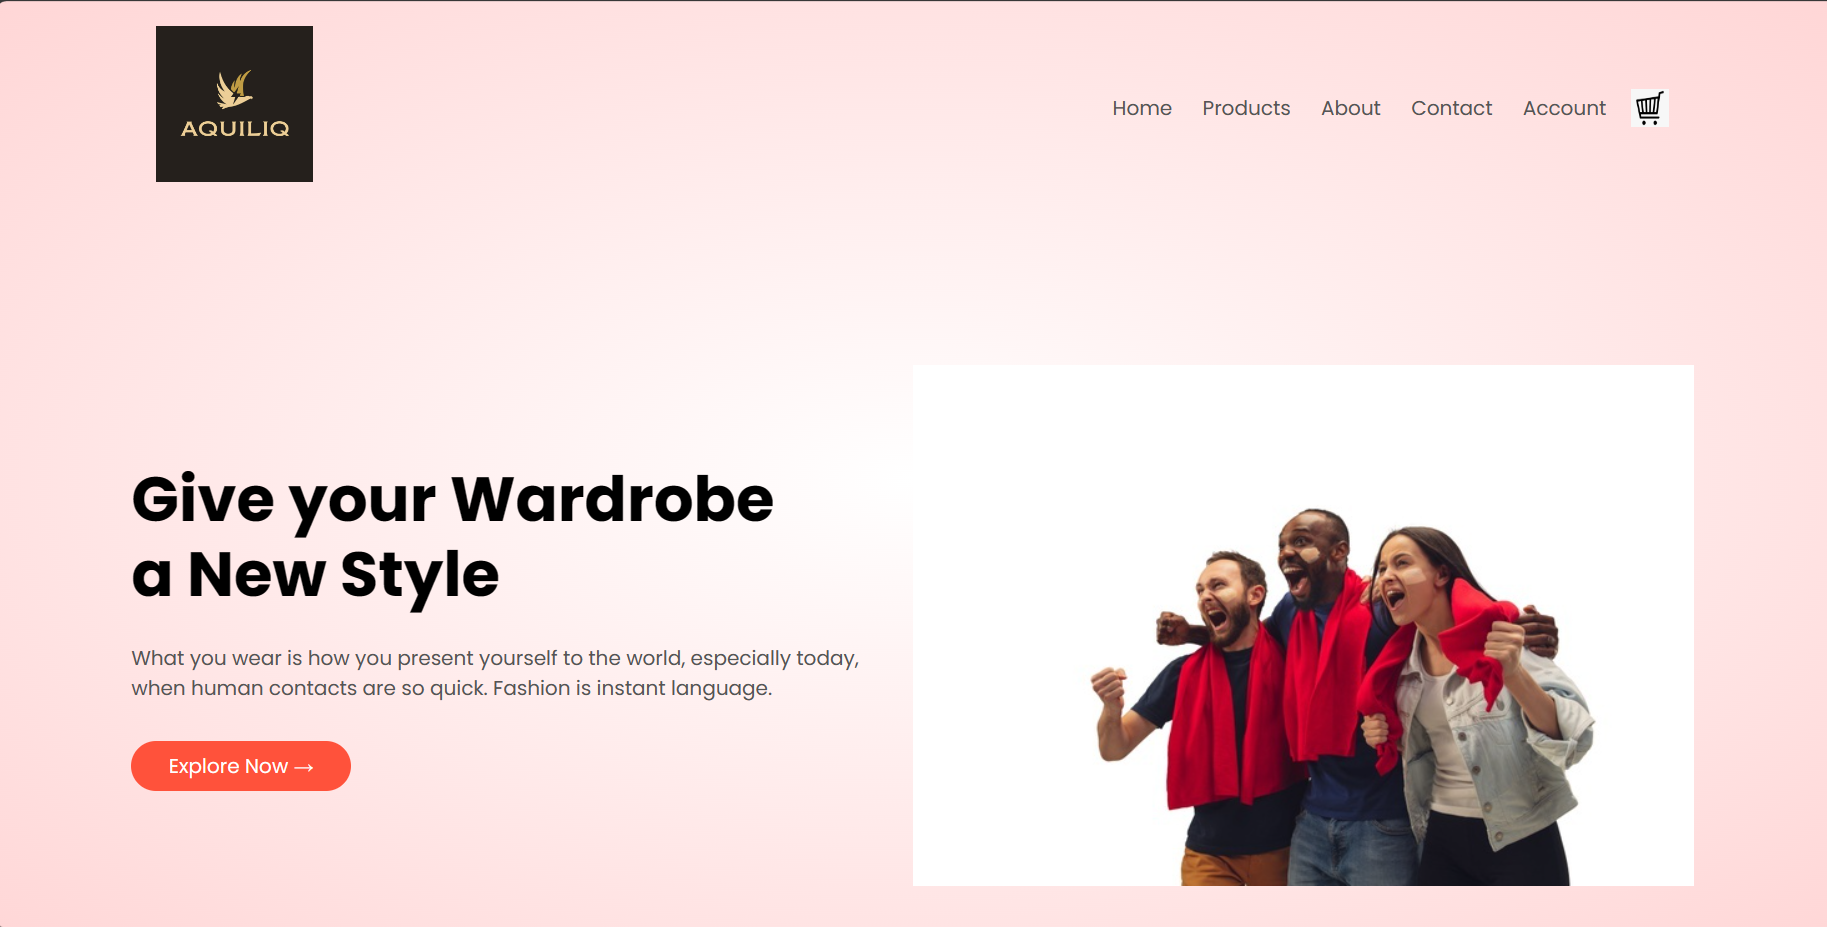 AQUILIQ
Home Products About Contact Account
Give your Wardrobe
a New Style
What you wear is how you present yourself to the world, especially today,
when human contacts are so quick. Fashion is instant language.
Explore Now →